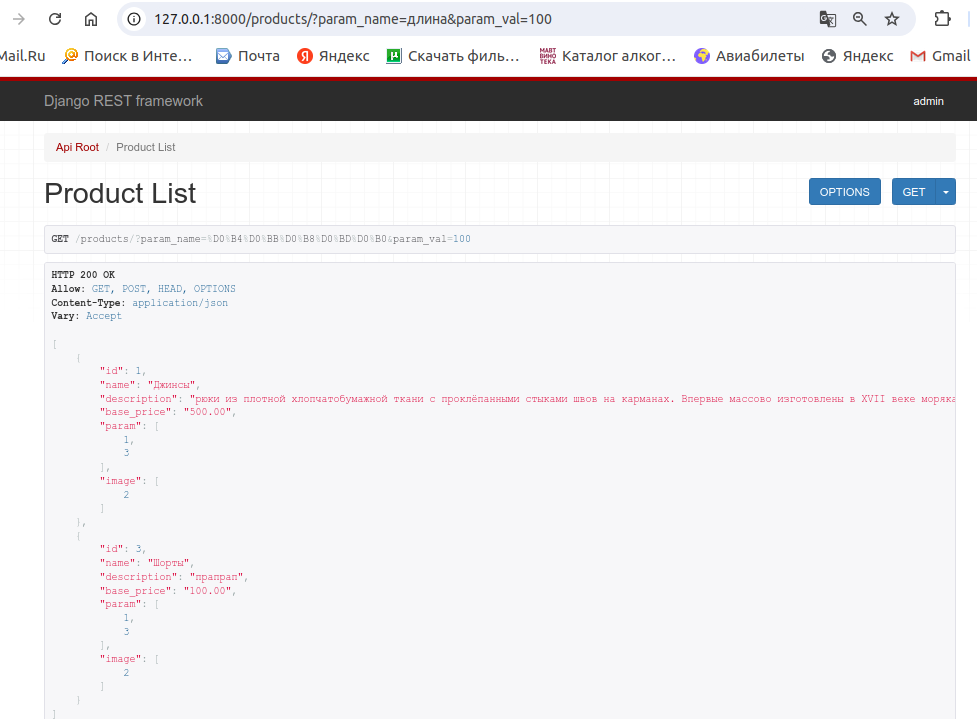 127.0.0.1:8000/products/?param_name=длина&param_val=100
Mail.Ru Поиск в Инте… Почта Яндекс Скачать филь… Каталог алког… Авиабилеты Яндекс Gmail
Django REST framework admin
Api Root / Product List
Product List OPTIONS GET
GET /products/?param_name=%D0%B4%D0%BB%D0%B8%D0%BD%D0%B0&param_val=100
HTTP 200 OK
Allow: GET, POST, HEAD, OPTIONS
Content-Type: application/json
Vary: Accept
[
{
"id": 1,
"name": "Джинсы",
"description": "рюки из плотной хлопчатобумажной ткани с проклёпанными стыками швов на карманах. Впервые массово изготовлены в XVII веке моряка
"base_price": "500.00",
"param": [
1,
3
],
"image": [
2
]
},
{
"id": 3,
"name": "Шорты",
"description": "прапрап",
"base_price": "100.00",
"param": [
1,
3
],
"image": [
2
]
}
]